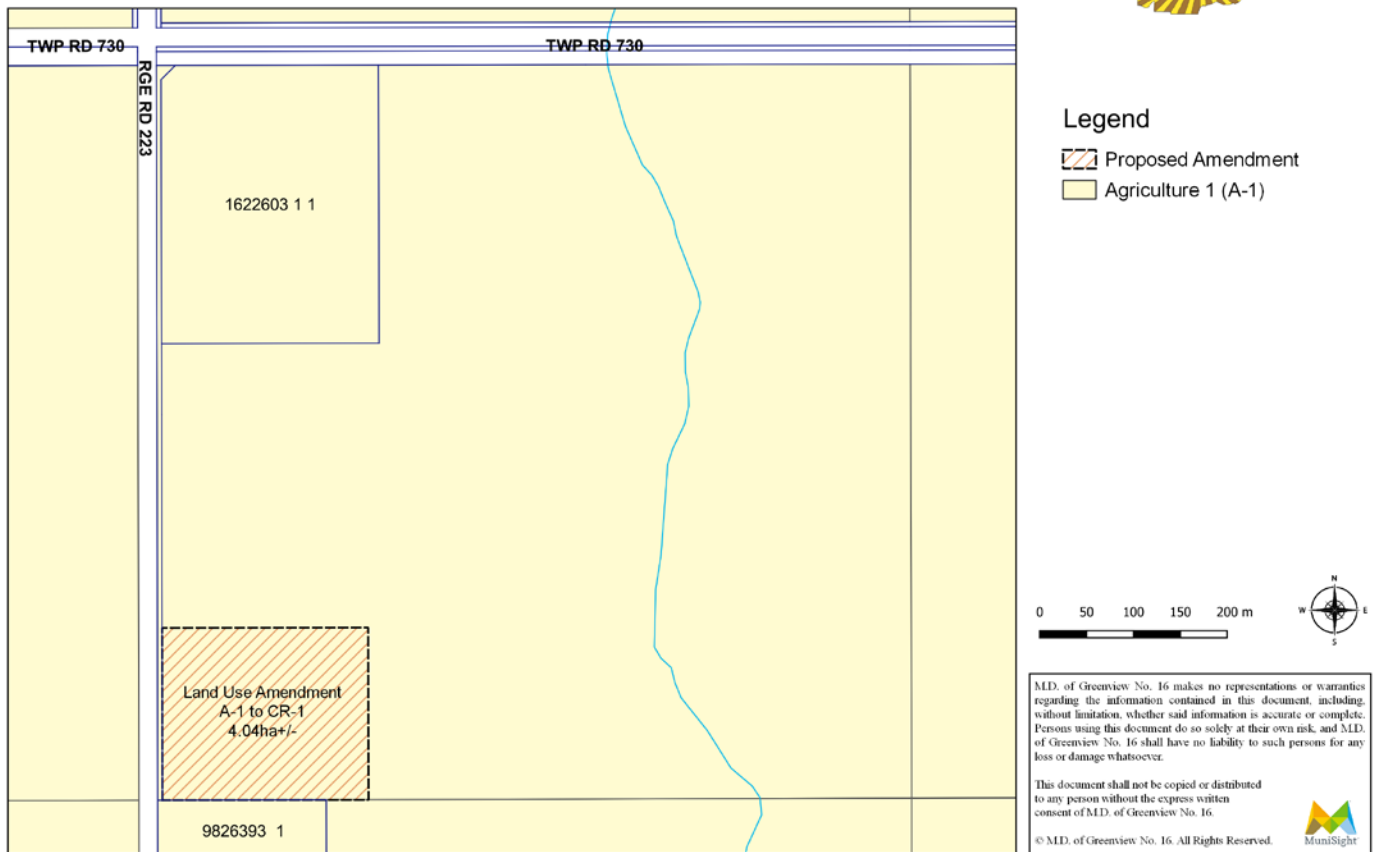 TWP RD 730
TWP RD 730
RGE RD 223
1622603 1 1
Land Use Amendment
A-1 to CR-1
4.04ha+/-
9826393 1
Legend
Proposed Amendment
Agriculture 1 (A-1)
0 50 100 150 200 m
N
W E
S
M.D. of Greenview No. 16 makes no representations or warranties
regarding the information contained in this document, including,
without limitation, whether said information is accurate or complete.
Persons using this document do so solely at their own risk, and M.D.
of Greenview No. 16 shall have no liability to such persons for any
loss or damage whatsoever.
This document shall not be copied or distributed
to any person without the express written
consent of M.D. of Greenview No. 16.
© M.D. of Greenview No. 16. All Rights Reserved.
MuniSight